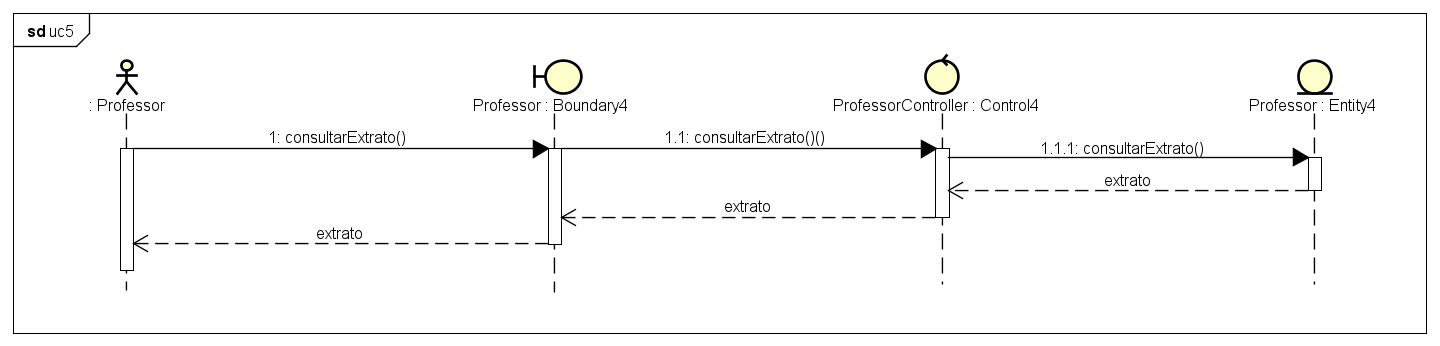 sd uc5
: Professor
Professor : Boundary4
ProfessorController : Control4
Professor : Entity4
1: consultarExtrato()
1.1: consultarExtrato()()
1.1.1: consultarExtrato()
extrato
extrato
extrato